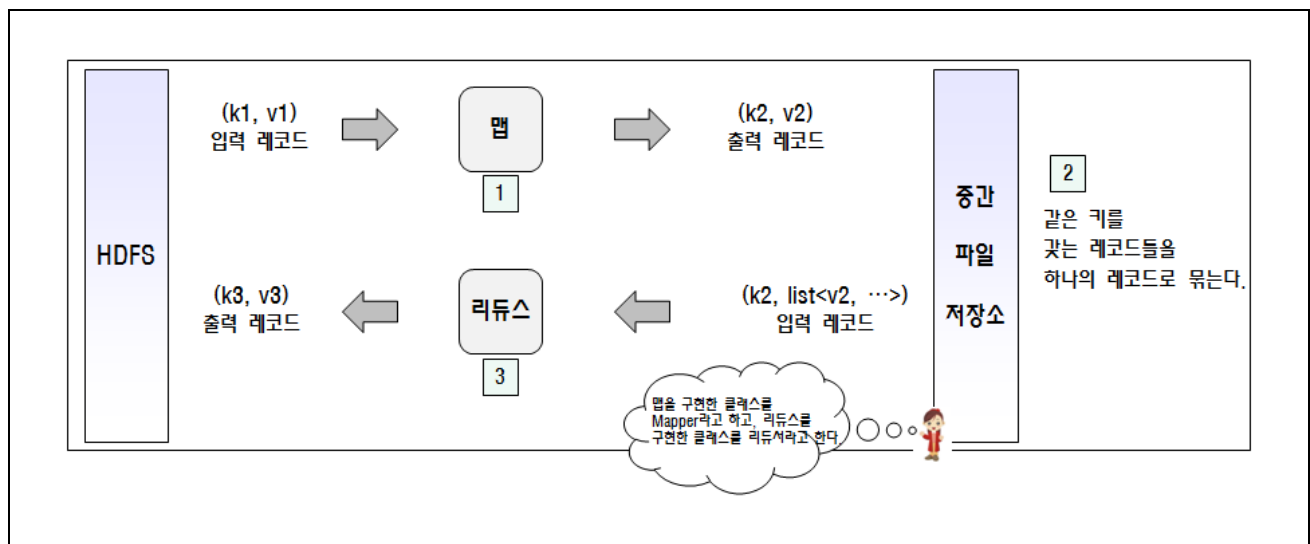 HDFS
(k1, v1)
입력 레코드
맵
1
(k2, v2)
출력 레코드
중간
파일
저장소
2
같은 키를
갖는 레코드들을
하나의 레코드로 묶는다.
(k3, v3)
출력 레코드
리듀스
3
(k2, list<v2, ⋯>)
입력 레코드
맵을 구현한 클래스를
Mapper라고 하고, 리듀스를
구현한 클래스를 리듀서라고 한다.